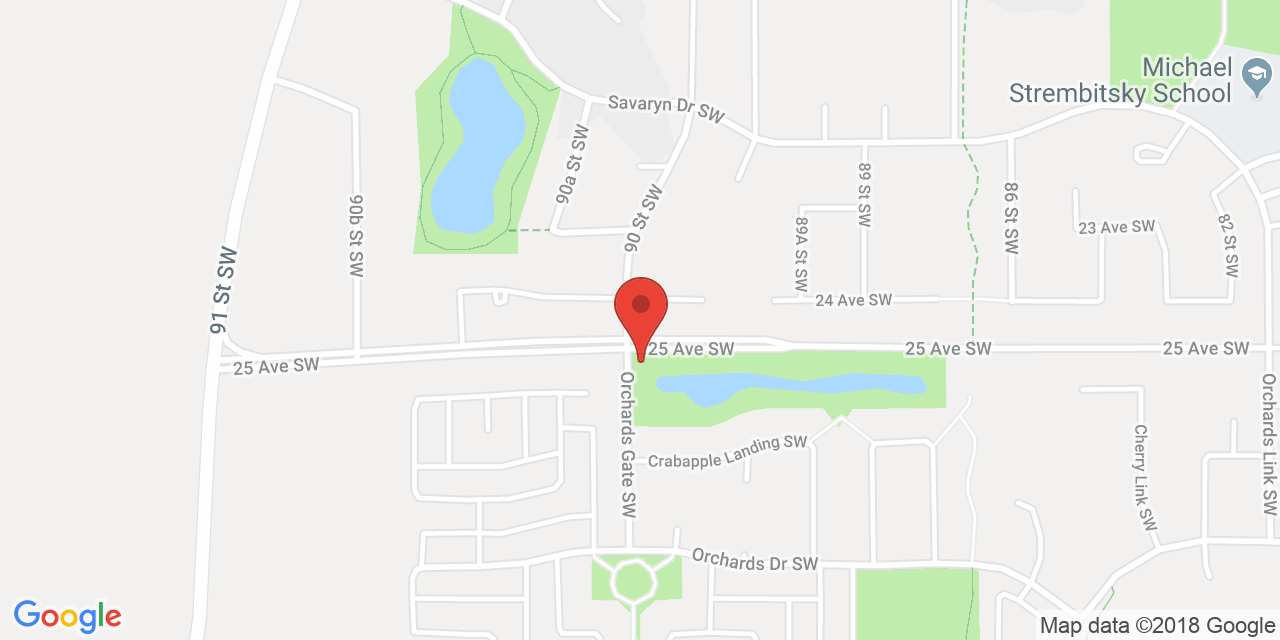 Michael
Strembitsky School
Savaryn Dr SW
90a St SW
90 St SW
89 St SW
89A St SW
86 St SW
23 Ave SW
82 St SW
90b St SW
91 St SW
24 Ave SW
25 Ave SW
25 Ave SW
25 Ave SW
25 Ave SW
Orchards Gate SW
Crabapple Landing SW
Cherry Link SW
Orchards Link SW
Orchards Dr SW
Google
Map data ©2018 Google